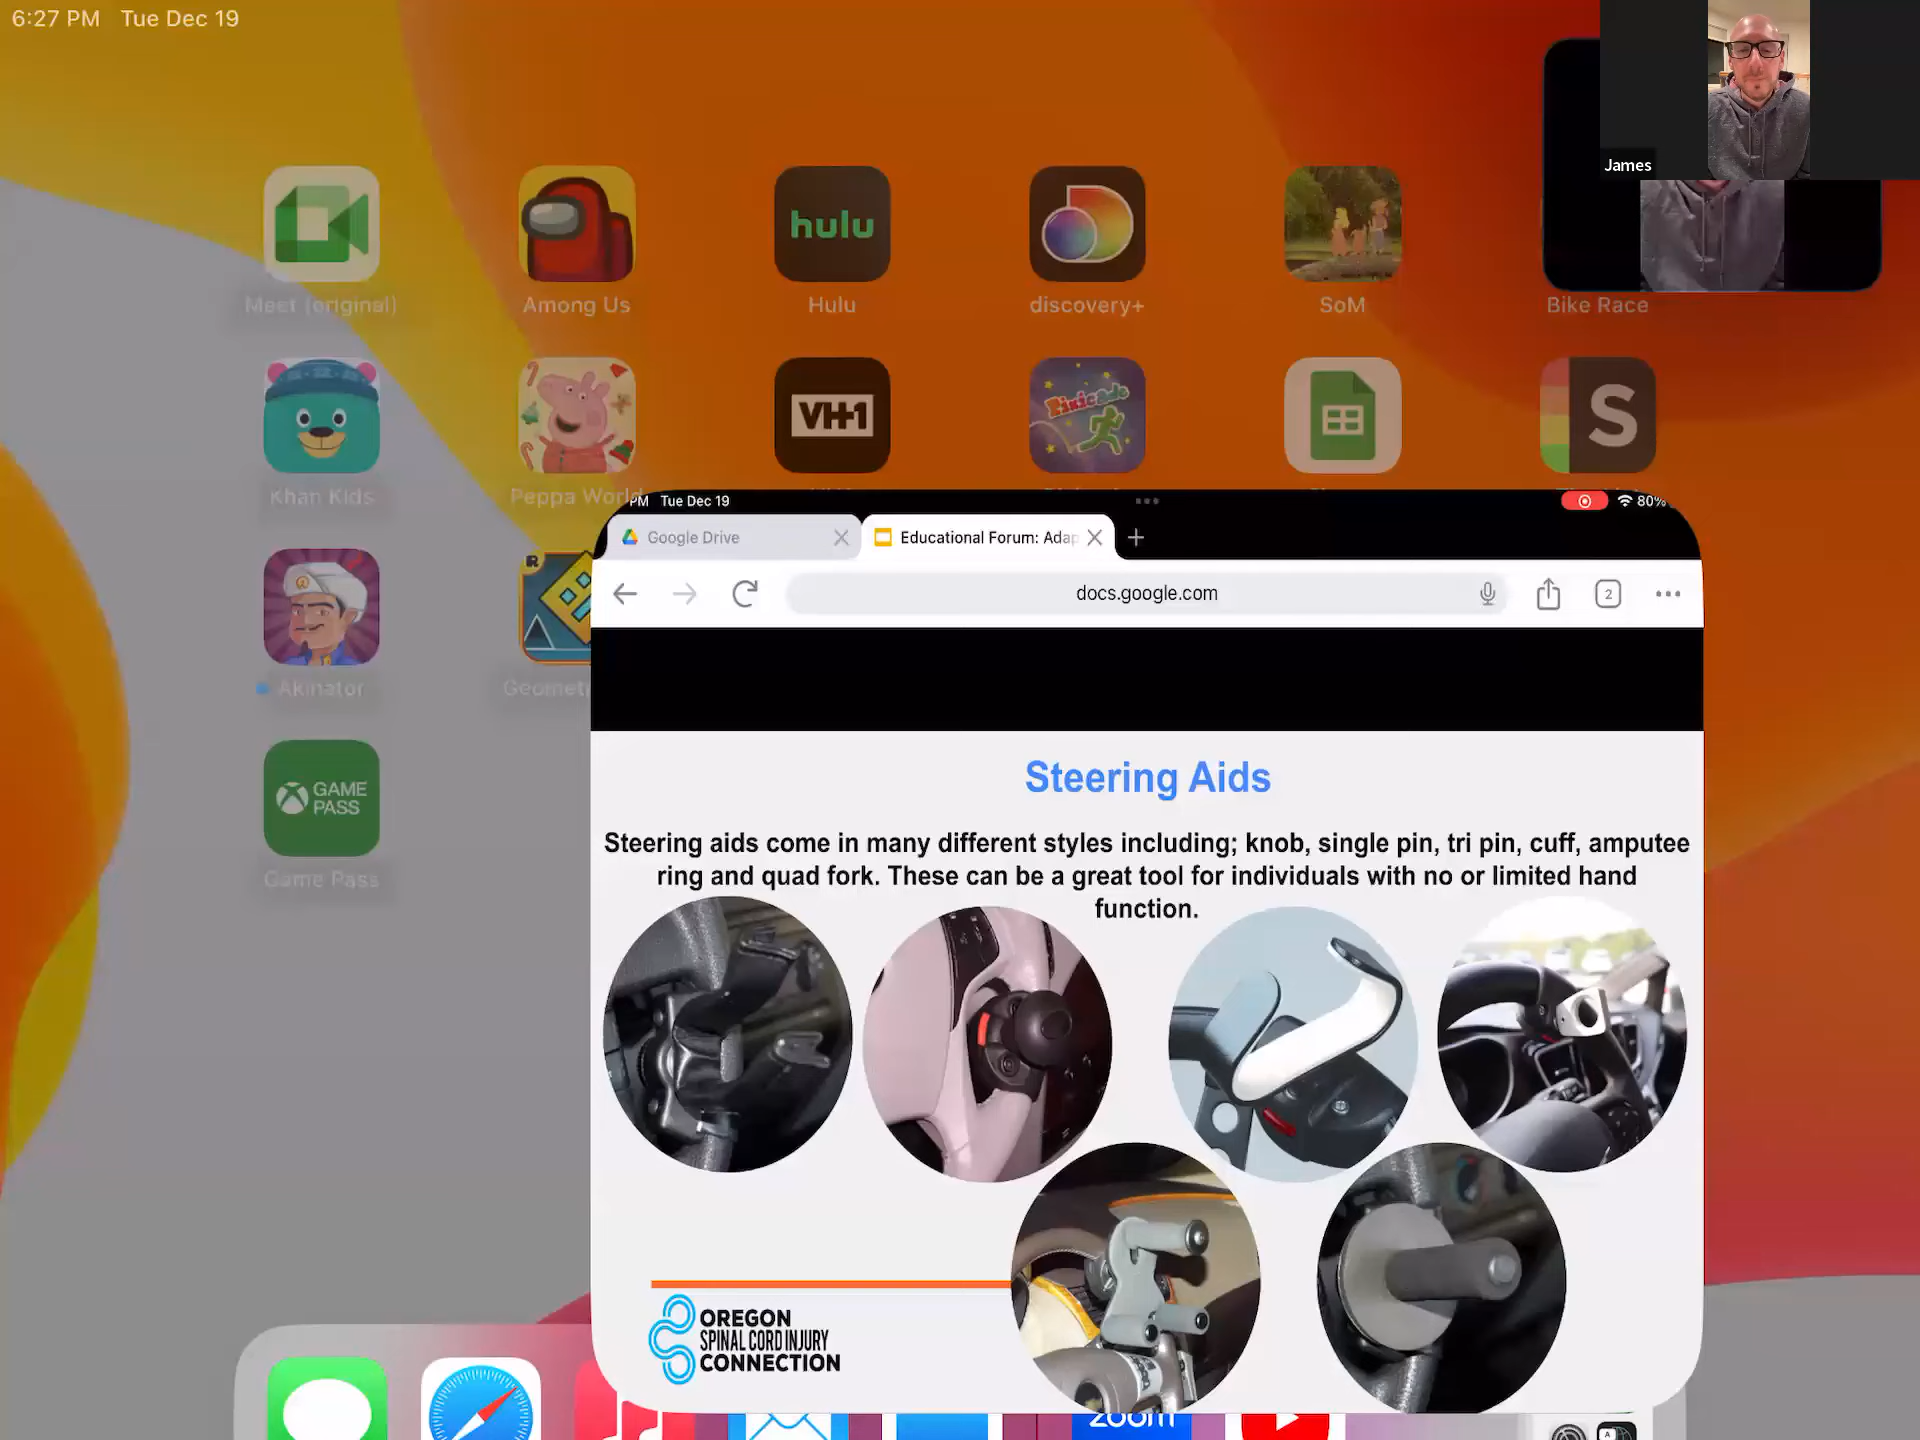 6:27 PM Tue Dec 19
James
hulu
Meet (original)
Among Us
Hulu
discovery+
SoM
Bike Race
VH1
Pixicade
S
Khan Kids
Peppa World
PM Tue Dec 19
80%
Google Drive
Educational Forum: Adap
docs.google.com
2
R
Akinator
Geomet
GAME
PASS
Game Pass
Steering Aids
Steering aids come in many different styles including; knob, single pin, tri pin, cuff, amputee
ring and quad fork. These can be a great tool for individuals with no or limited hand
function.
OREGON
SPINAL CORD INJURY
CONNECTION
zoom
A